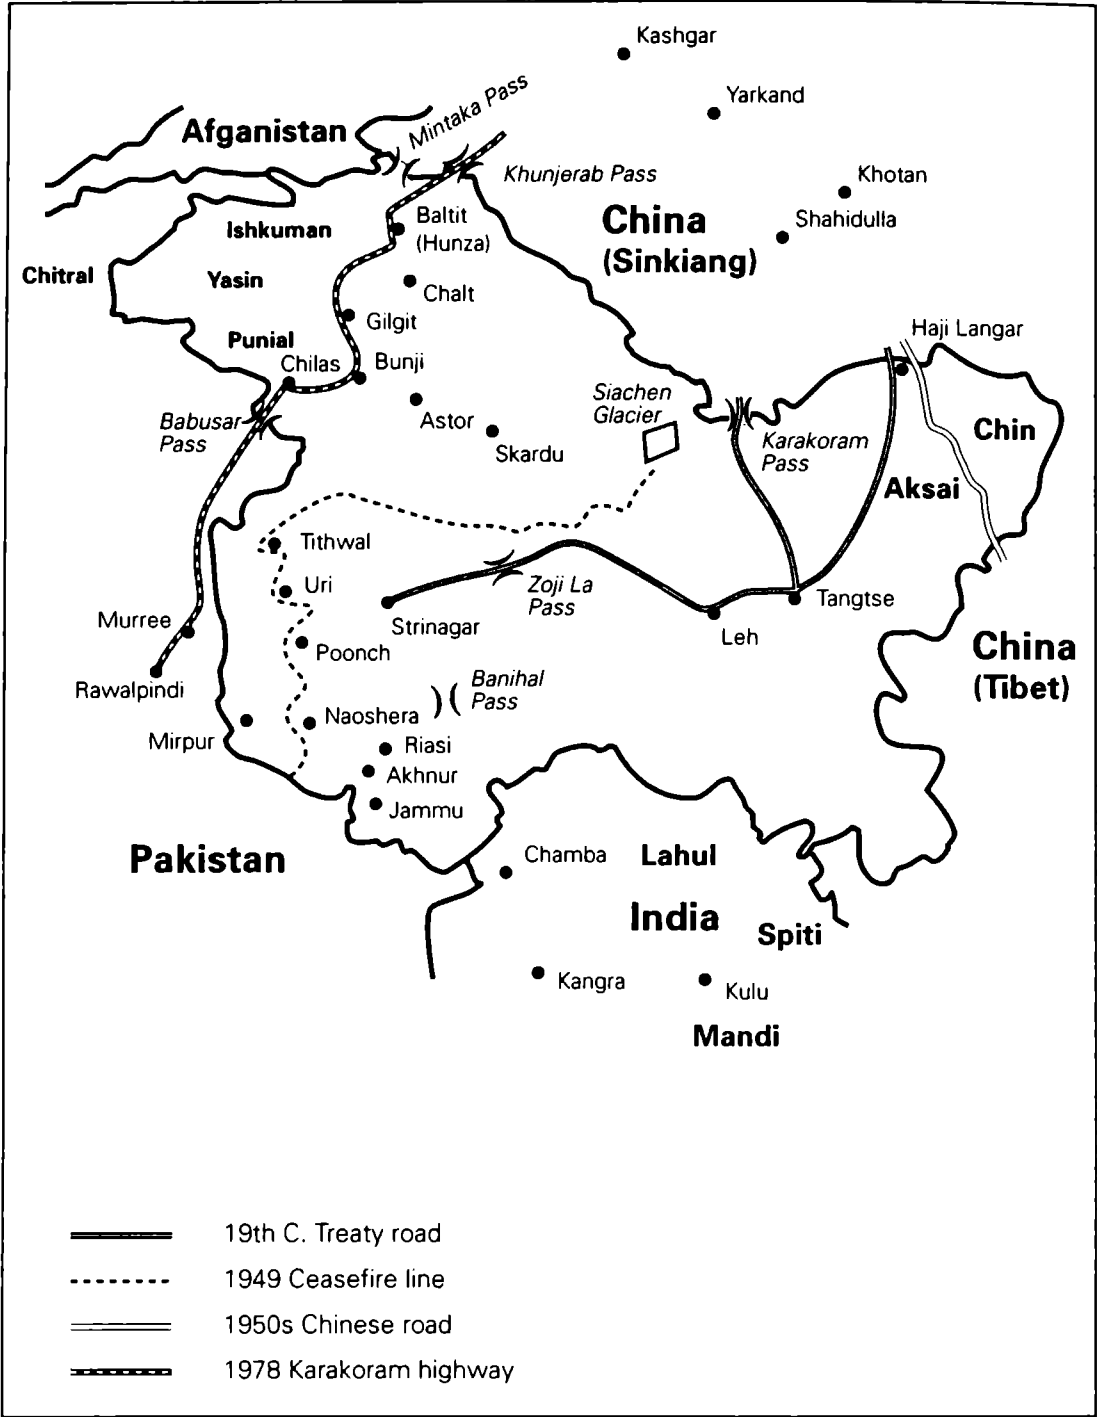 Kashgar
Yarkand
Mintaka Pass
Afganistan
Khunjerab Pass
Khotan
China
(Sinkiang)
Shahidulla
Baltit
(Hunza)
Ishkuman
Chitral
Yasin
Chalt
Gilgit
Punial
Haji Langar
Chilas
Bunji
Siachen
Glacier
Astor
Babusar
Pass
Skardu
Karakoram
Pass
Chin
Aksai
Tithwal
Uri
Zoji La
Pass
Tangtse
Murree
Strinagar
Leh
Poonch
China
(Tibet)
Rawalpindi
Banihal
Pass
Naoshera
Mirpur
Riasi
Akhnur
Jammu
Pakistan
Chamba
Lahul
India
Spiti
Kangra
Kulu
Mandi
19th C. Treaty road
1949 Ceasefire line
1950s Chinese road
1978 Karakoram highway